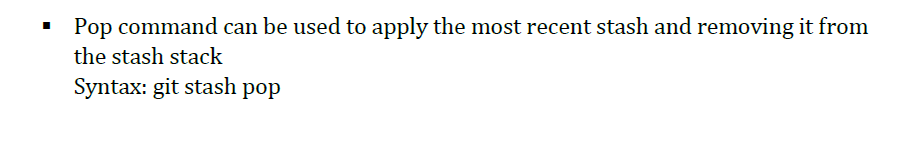 ▪ Pop command can be used to apply the most recent stash and removing it from
the stash stack
Syntax: git stash pop